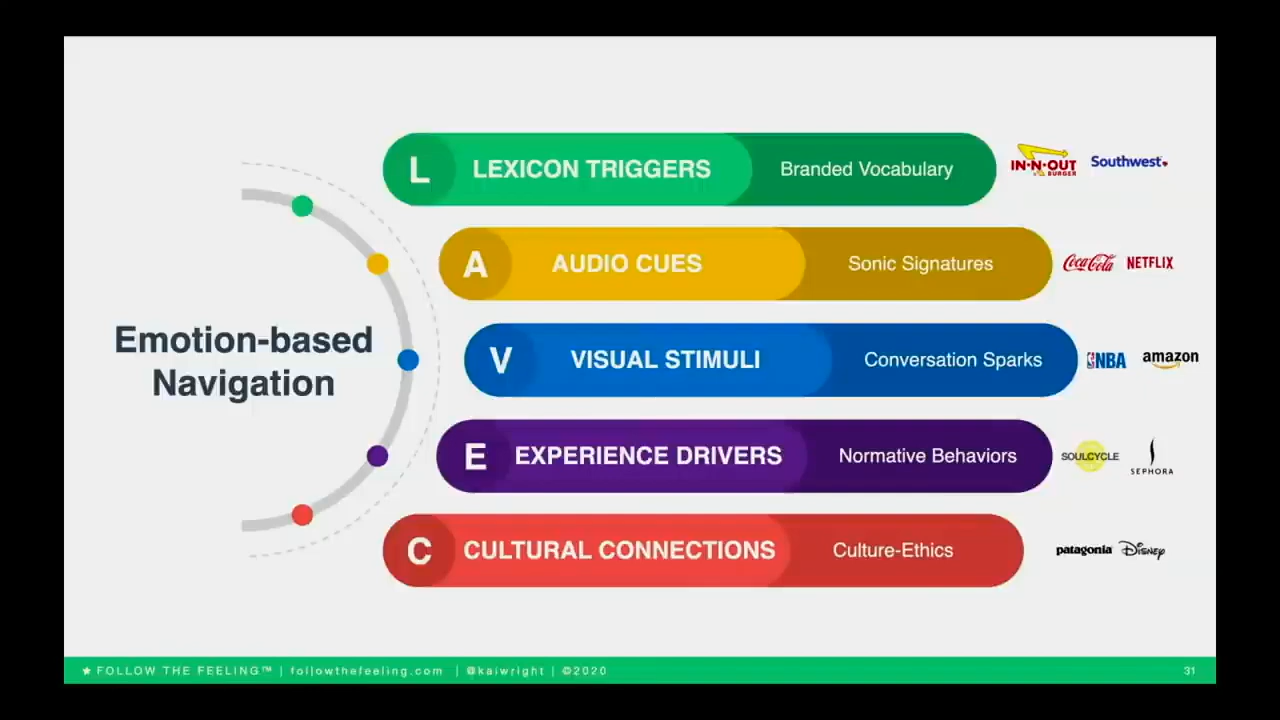 Emotion-based
Navigation
L LEXICON TRIGGERS Branded Vocabulary IN-N-OUT BURGER Southwest
A AUDIO CUES Sonic Signatures Coca-Cola NETFLIX
V VISUAL STIMULI Conversation Sparks NBA amazon
E EXPERIENCE DRIVERS Normative Behaviors SOULCYCLE SEPHORA
C CULTURAL CONNECTIONS Culture-Ethics patagonia Disney
★ FOLLOW THE FEELING™ | followthefeeling.com | @kaiwright | ©2020 31